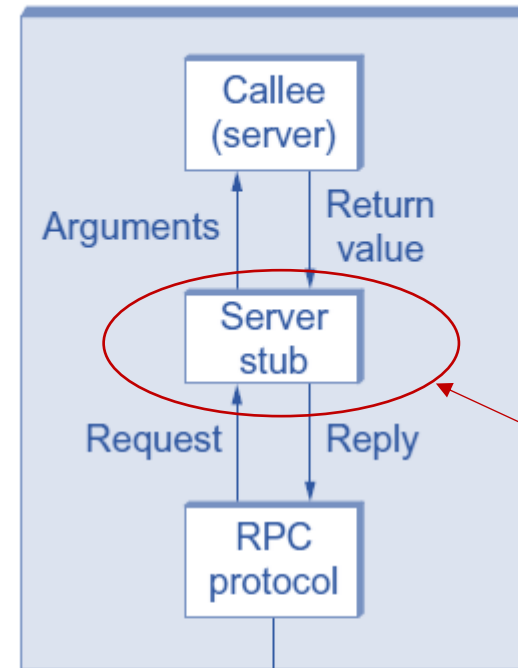 Callee
(server)
Arguments
Return
value
Server
stub
Request
Reply
RPC
protocol